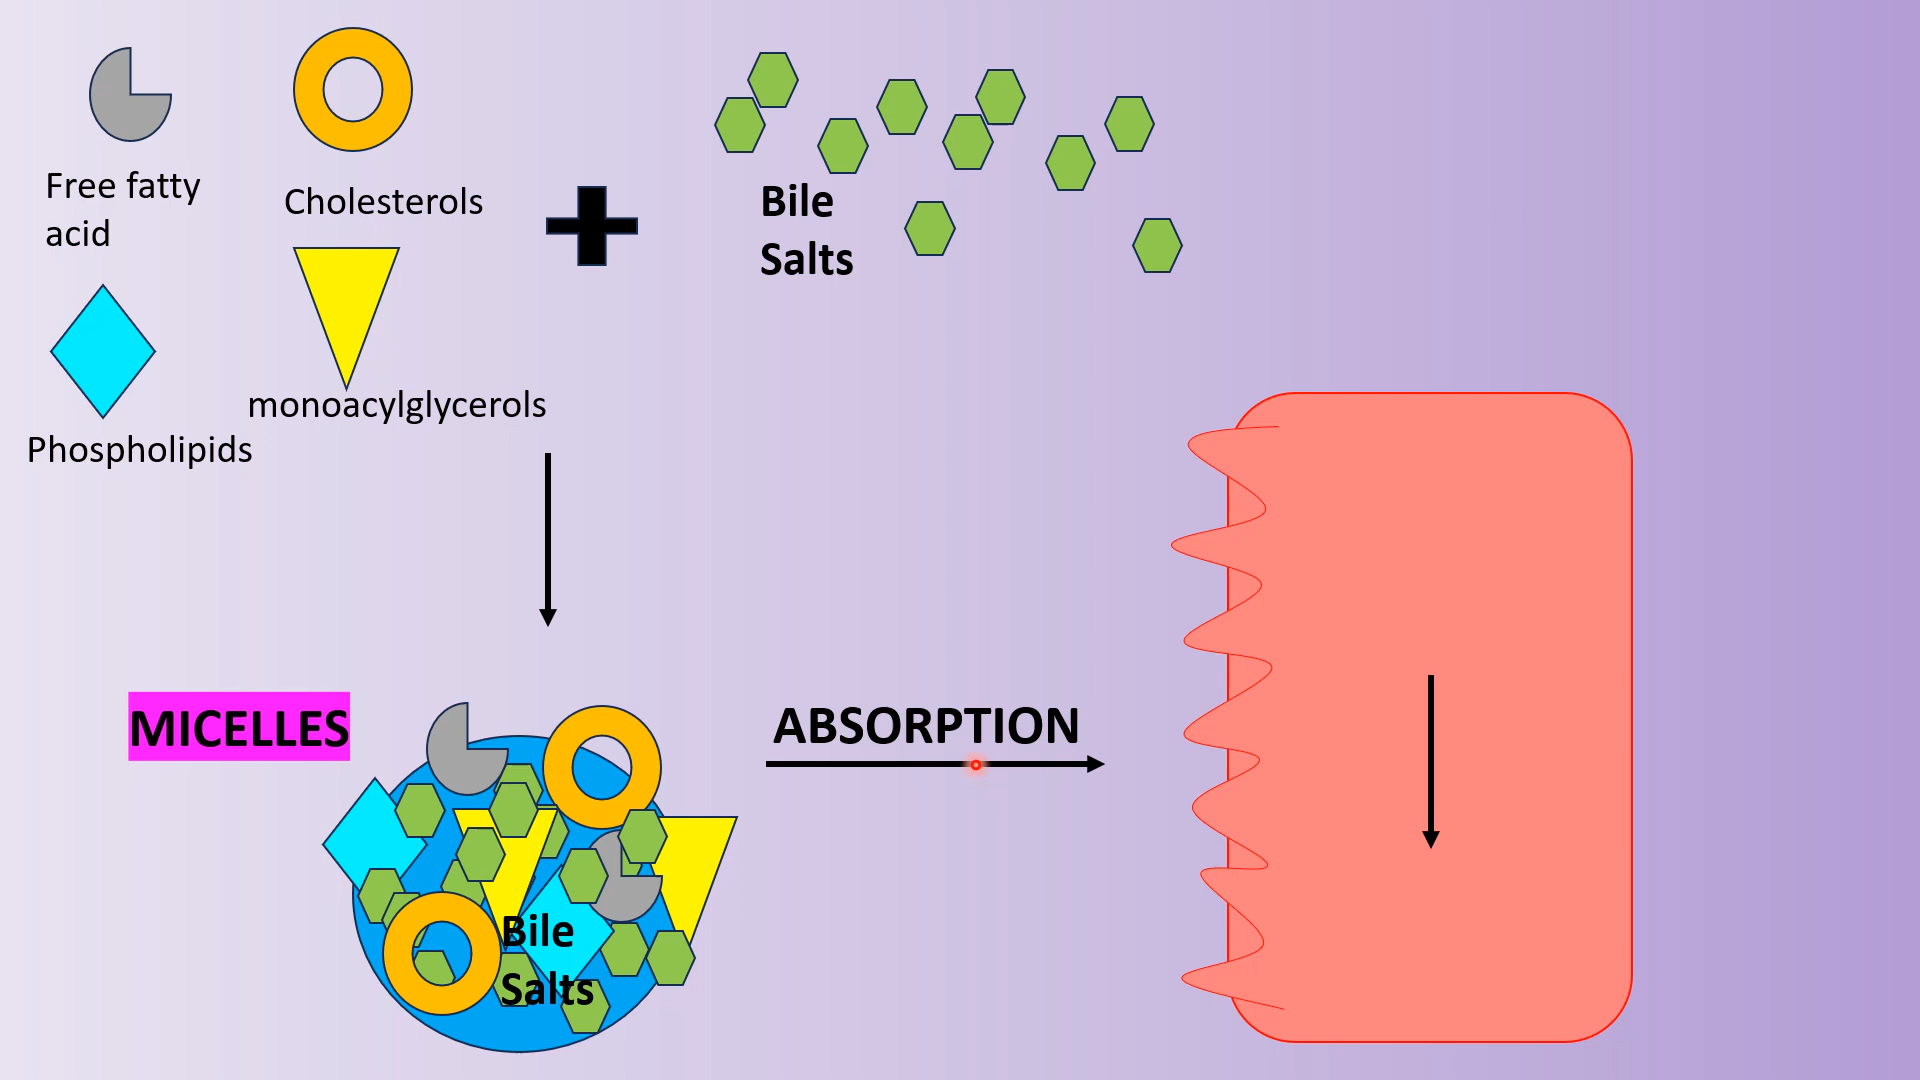 Free fatty
acid
Cholesterols
Bile
Salts
monoacylglycerols
Phospholipids
MICELLES
ABSORPTION
Bile
Salts